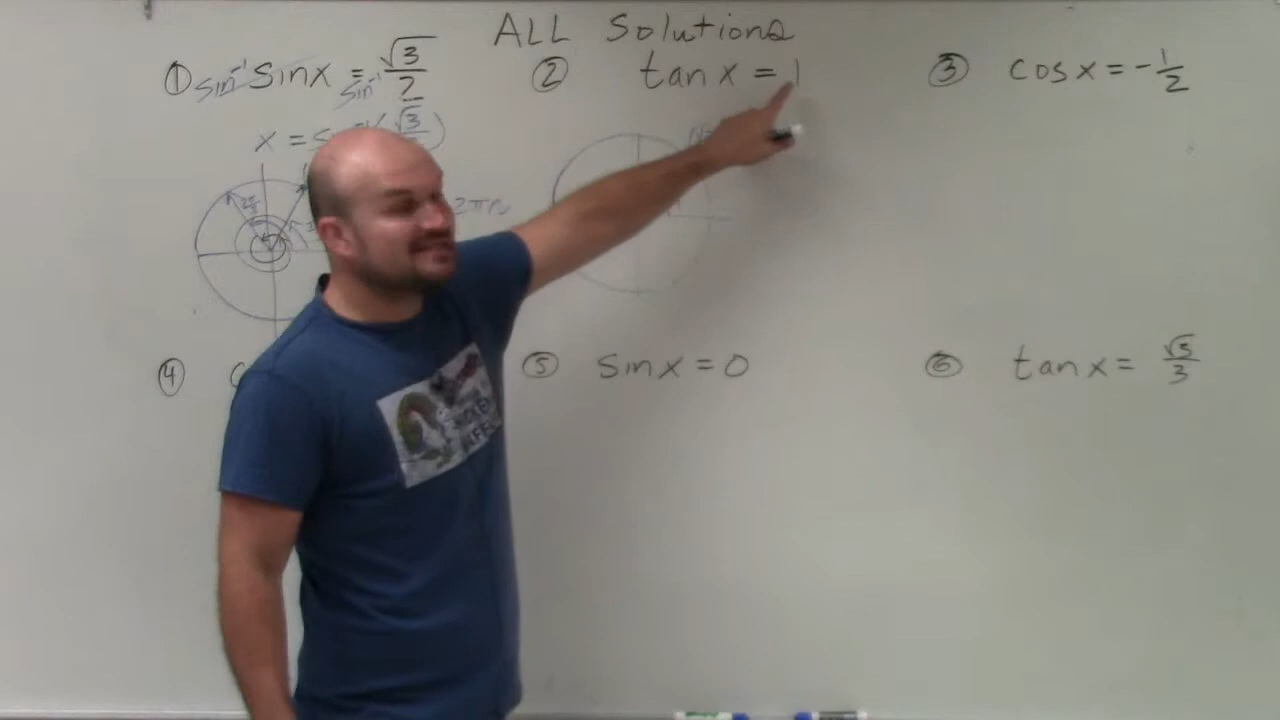 ALL Solutions
① sin⁻¹ sin x = sin⁻¹ √3/2
② tan x = 1
③ cos x = -1/2
x =
2π
④
⑤ sin x = 0
⑥ tan x = √3/3